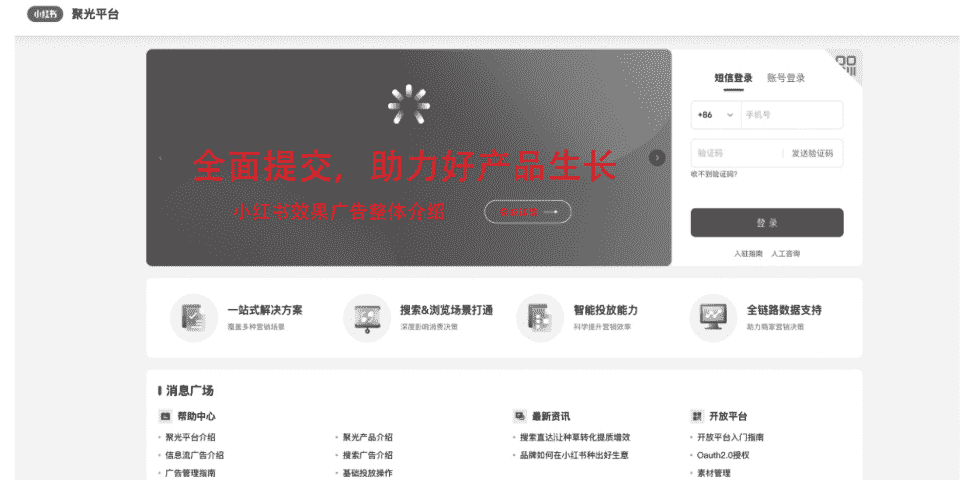 小红书 聚光平台
全面提交，助力好产品生长
小红书效果广告整体介绍
短信登录 账号登录
+86 手机号
验证码 发送验证码
收不到验证码?
登 录
入驻指南 人工咨询
一站式解决方案
覆盖多种营销场景
搜索&浏览场景打通
深度影响消费决策
智能投放能力
科学提升营销效率
全链路数据支持
助力商家营销决策
消息广场
帮助中心
聚光平台介绍
聚光产品介绍
信息流广告介绍
搜索广告介绍
广告管理指南
基础投放操作
最新资讯
搜索直达|让种草转化提质增效
品牌如何在小红书种出好生意
开放平台
开放平台入门指南
Oauth2.0授权
素材管理